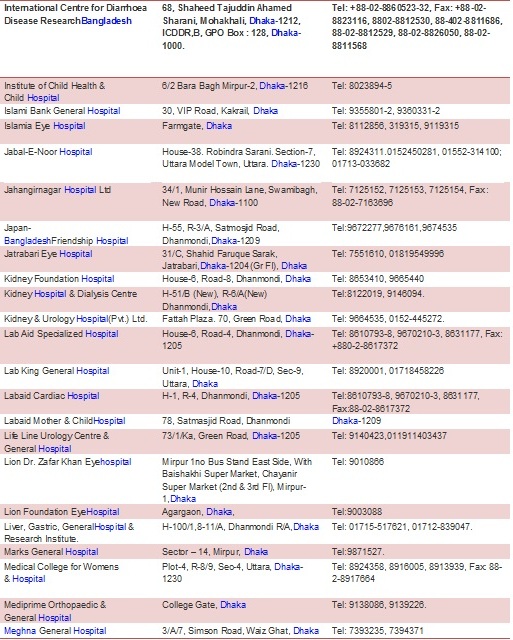 International Centre for Diarrhoea 68, Shaheed Tajuddin Ahamed Tel: +88-02-8860523-32, Fax: +88-02-
Disease ResearchBangladesh Sharani, Mohakhali, Dhaka-1212, 8823116, 8802-8812530, 88-402-8811686,
ICDDR,B, GPO Box : 128, Dhaka- 88-02-8812529, 88-02-8826050, 88-02-
1000. 8811568
Institute of Child Health & 6/2 Bara Bagh Mirpur-2, Dhaka-1216 Tel: 8023894-5
Child Hospital
Islami Bank General Hospital 30, VIP Road, Kakrail, Dhaka Tel: 9355801-2, 9360331-2
Islamia Eye Hospital Farmgate, Dhaka Tel: 8112856, 319315, 9119315
Jabal-E-Noor Hospital House-38, Robindra Sarani. Section-7, Tel: 8924311.0152450281, 01552-314100;
Uttara Model Town, Uttara. Dhaka-1230 01713-033682
Jahangirnagar Hospital Ltd 34/1, Munir Hossain Lane, Swamibagh, Tel: 7125152, 7125153, 7125154, Fax:
New Road, Dhaka-1100 88-02-7163696
Japan- H-55, R-3/A, Satmosjid Road, Tel:9672277,9676161,9674535
BangladeshFriendship Hospital Dhanmondi,Dhaka-1209
Jatrabari Eye Hospital 31/C, Shahid Faruque Sarak, Tel: 7551610, 01819549996
Jatrabari,Dhaka-1204(Gr Fl), Dhaka
Kidney Foundation Hospital House-6, Road-8, Dhanmondi, Dhaka Tel: 8653410, 9665440
Kidney Hospital & Dialysis Centre H-51/B (New), R-6/A(New) Tel:8122019, 9146094.
Dhanmondi,Dhaka
Kidney & Urology Hospital(Pvt.) Ltd. Fattah Plaza. 70, Green Road, Dhaka Tel: 9664535, 0152-445272.
Lab Aid Specialized Hospital House-6, Road-4, Dhanmondi, Dhaka- Tel: 8610793-8, 9670210-3, 8631177, Fax:
1205 +880-2-8617372
Lab King General Hospital Unit-1, House-10, Road-7/D, Sec-9, Tel: 8920001, 01718458226
Uttara, Dhaka
Labaid Cardiac Hospital H-1, R-4, Dhanmondi, Dhaka-1205 Tel:8610793-8, 9670210-3, 8631177,
Fax:88-02-8617372
Labaid Mother & ChildHospital 78, Satmasjid Road, Dhanmondi Dhaka-1209
Life Line Urology Centre & 73/1/Ka, Green Road, Dhaka-1205 Tel: 9140423,011911403437
General Hospital
Lion Dr. Zafar Khan Eyehospital Mirpur 1no Bus Stand East Side, With Tel: 9010866
Baishakhi Super Market, Chayanir
Super Market (2nd & 3rd Fl), Mirpur-
1,Dhaka
Lion Foundation EyeHospital Agargaon, Dhaka, Tel:9003088
Liver, Gastric, GeneralHospital & H-100/1,8-11/A, Dhanmondi R/A,Dhaka Tel: 01715-517621, 01712-839047.
Research Institute.
Marks General Hospital Sector – 14, Mirpur, Dhaka Tel:9871527.
Medical College for Womens Plot-4, R-8/9, Sec-4, Uttara, Dhaka- Tel: 8924358, 8916005, 8913939, Fax: 88-
& Hospital 1230 2-8917664
Mediprime Orthopaedic & College Gate, Dhaka Tel: 9138086, 9139226.
General Hospital
Meghna General Hospital 3/A/7, Simson Road, Waiz Ghat, Dhaka Tel: 7393235, 7394371